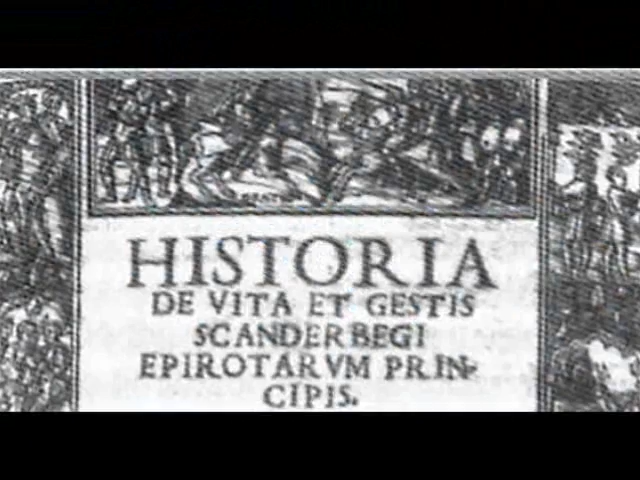 HISTORIA
DE VITA ET GESTIS
SCANDERBEGI
EPIROTARVM PRIN-
CIPIS.